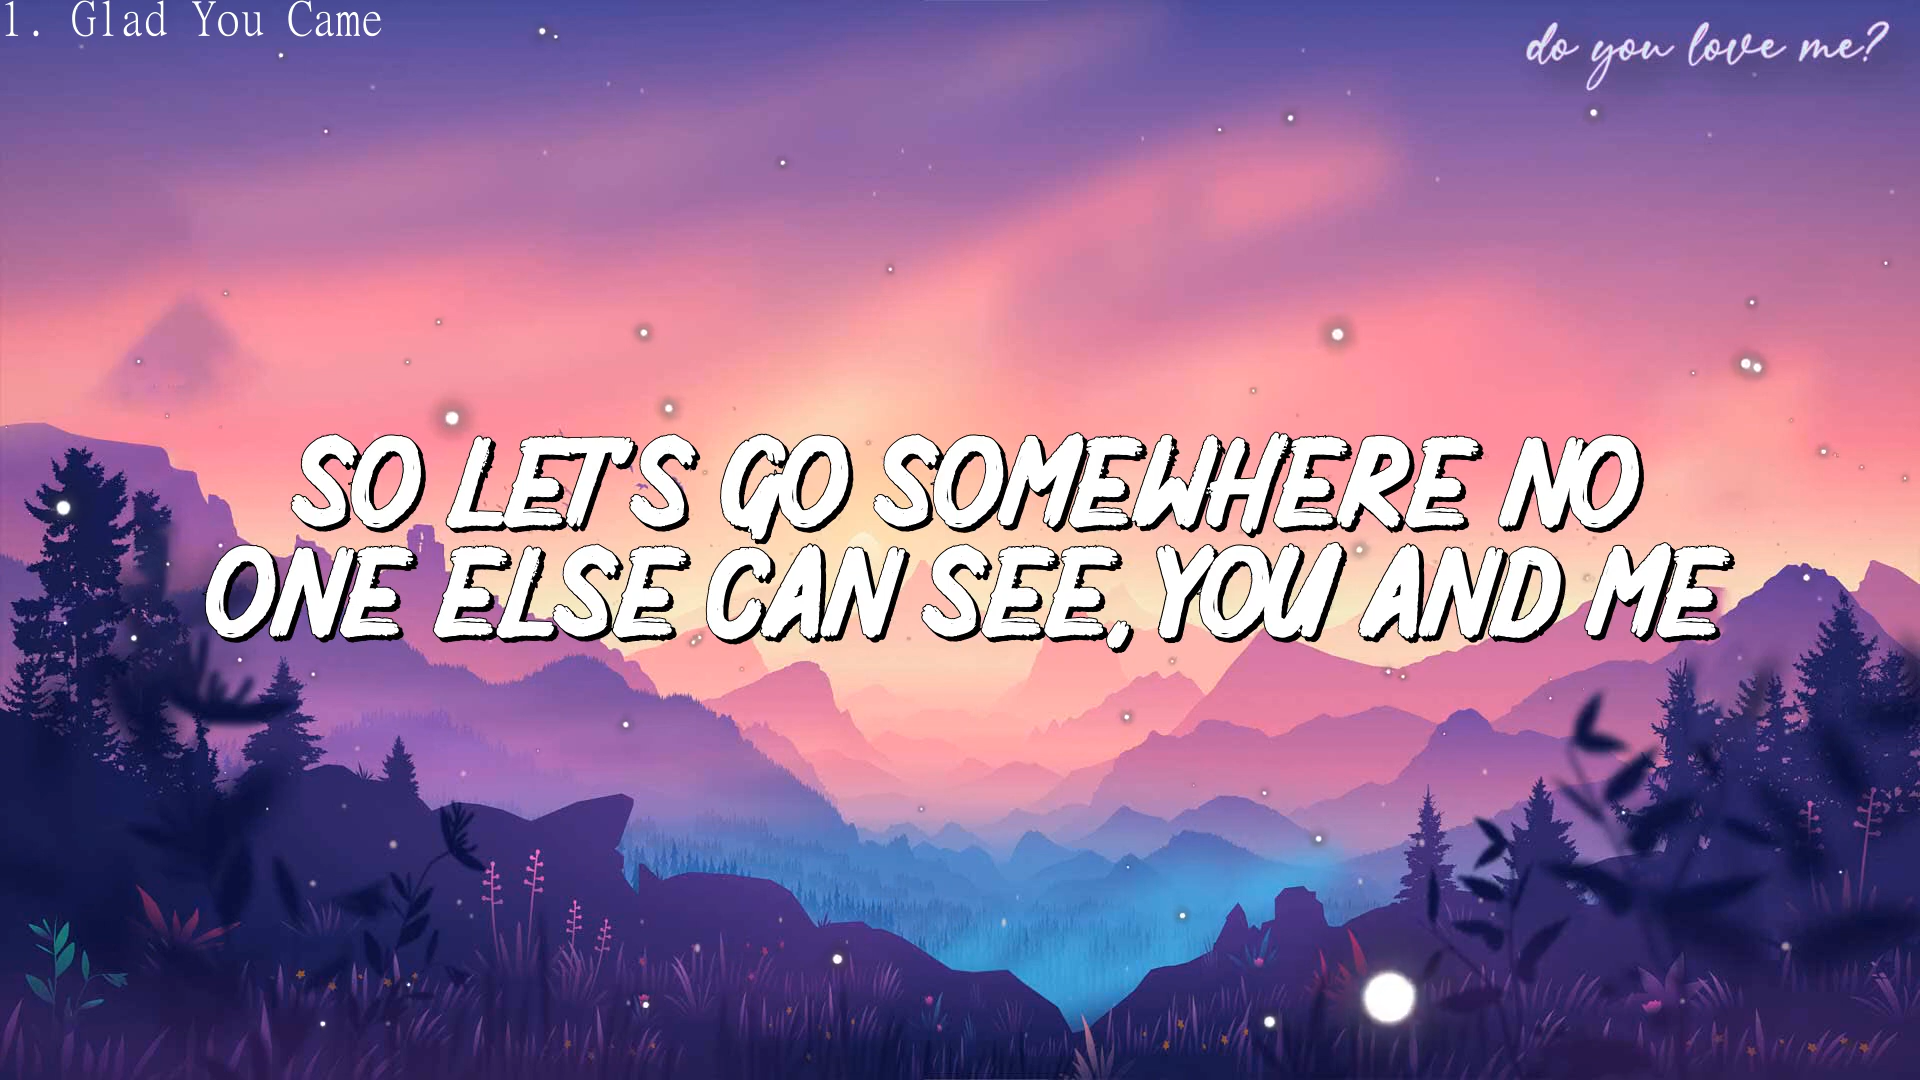 1. Glad You Came
do you love me?
SO LET'S GO SOMEWHERE NO
ONE ELSE CAN SEE, YOU AND ME